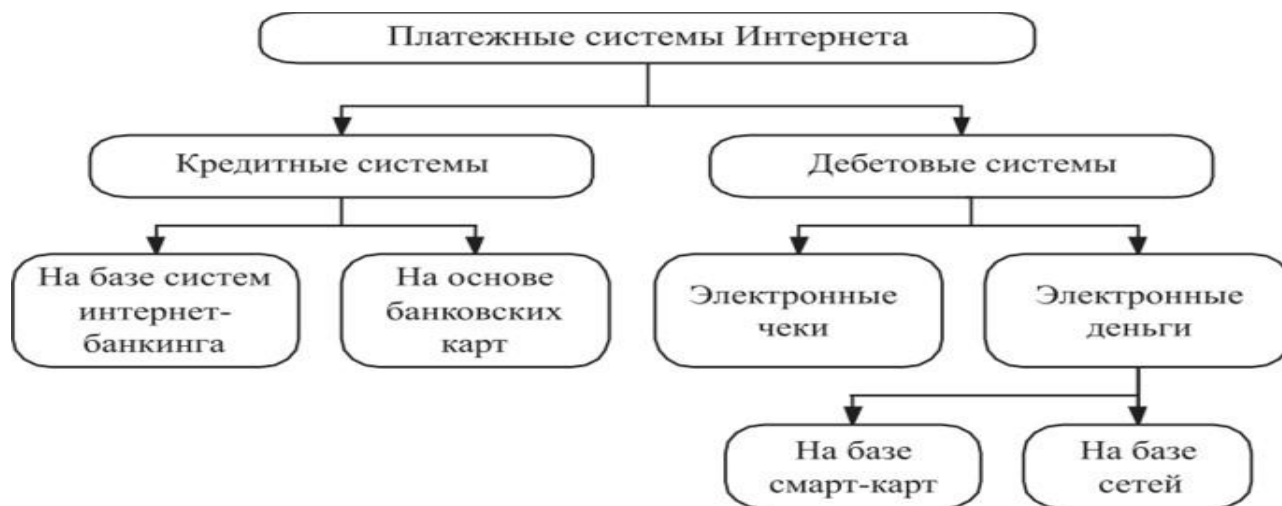 Платежные системы Интернета
Кредитные системы
Дебетовые системы
На базе систем
интернет-
банкинга
На основе
банковских
карт
Электронные
чеки
Электронные
деньги
На базе
смарт-карт
На базе
сетей